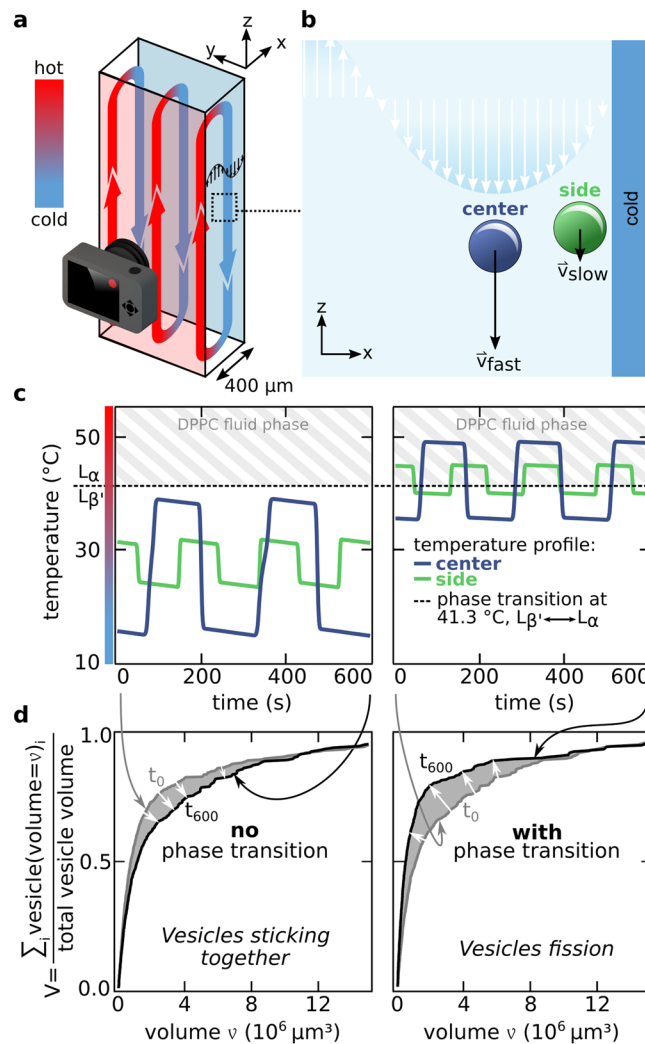 a
hot
cold
z
y
x
400 μm
b
center
side
v⃗slow
v⃗fast
z
x
cold
c
temperature (°C)
50
30
10
Lα
Lβ'
DPPC fluid phase
DPPC fluid phase
temperature profile:
center
side
phase transition at
41.3 °C, Lβ'↔Lα
0
200
400
600
0
200
400
600
time (s)
time (s)
d
V= ∑i vesicle(volume=ν)i
total vesicle volume
1.0
0.5
0.0
t0
t600
no
phase transition
Vesicles sticking
together
t600
t0
with
phase transition
Vesicles fission
0
4
8
12
0
4
8
12
volume ν (10⁶ μm³)
volume ν (10⁶ μm³)